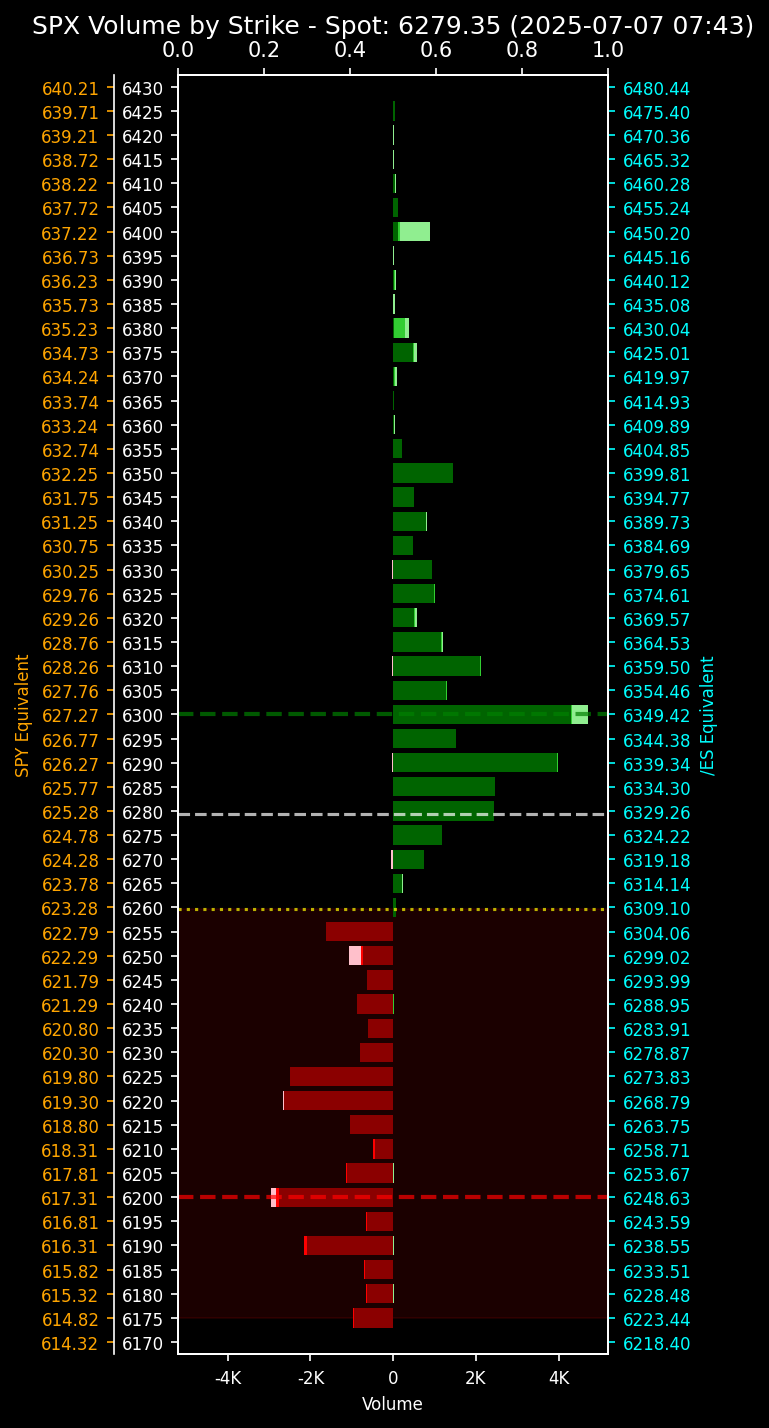 SPX Volume by Strike - Spot: 6279.35 (2025-07-07 07:43)
0.0 0.2 0.4 0.6 0.8 1.0
640.21 6430 6480.44
639.71 6425 6475.40
639.21 6420 6470.36
638.72 6415 6465.32
638.22 6410 6460.28
637.72 6405 6455.24
637.22 6400 6450.20
636.73 6395 6445.16
636.23 6390 6440.12
635.73 6385 6435.08
635.23 6380 6430.04
634.73 6375 6425.01
634.24 6370 6419.97
633.74 6365 6414.93
633.24 6360 6409.89
632.74 6355 6404.85
632.25 6350 6399.81
631.75 6345 6394.77
631.25 6340 6389.73
630.75 6335 6384.69
630.25 6330 6379.65
629.76 6325 6374.61
629.26 6320 6369.57
628.76 6315 6364.53
628.26 6310 6359.50
627.76 6305 6354.46
627.27 6300 6349.42
626.77 6295 6344.38
626.27 6290 6339.34
625.77 6285 6334.30
625.28 6280 6329.26
624.78 6275 6324.22
624.28 6270 6319.18
623.78 6265 6314.14
623.28 6260 6309.10
622.79 6255 6304.06
622.29 6250 6299.02
621.79 6245 6293.99
621.29 6240 6288.95
620.80 6235 6283.91
620.30 6230 6278.87
619.80 6225 6273.83
619.30 6220 6268.79
618.80 6215 6263.75
618.31 6210 6258.71
617.81 6205 6253.67
617.31 6200 6248.63
616.81 6195 6243.59
616.31 6190 6238.55
615.82 6185 6233.51
615.32 6180 6228.48
614.82 6175 6223.44
614.32 6170 6218.40
SPY Equivalent
/ES Equivalent
-4K -2K 0 2K 4K
Volume